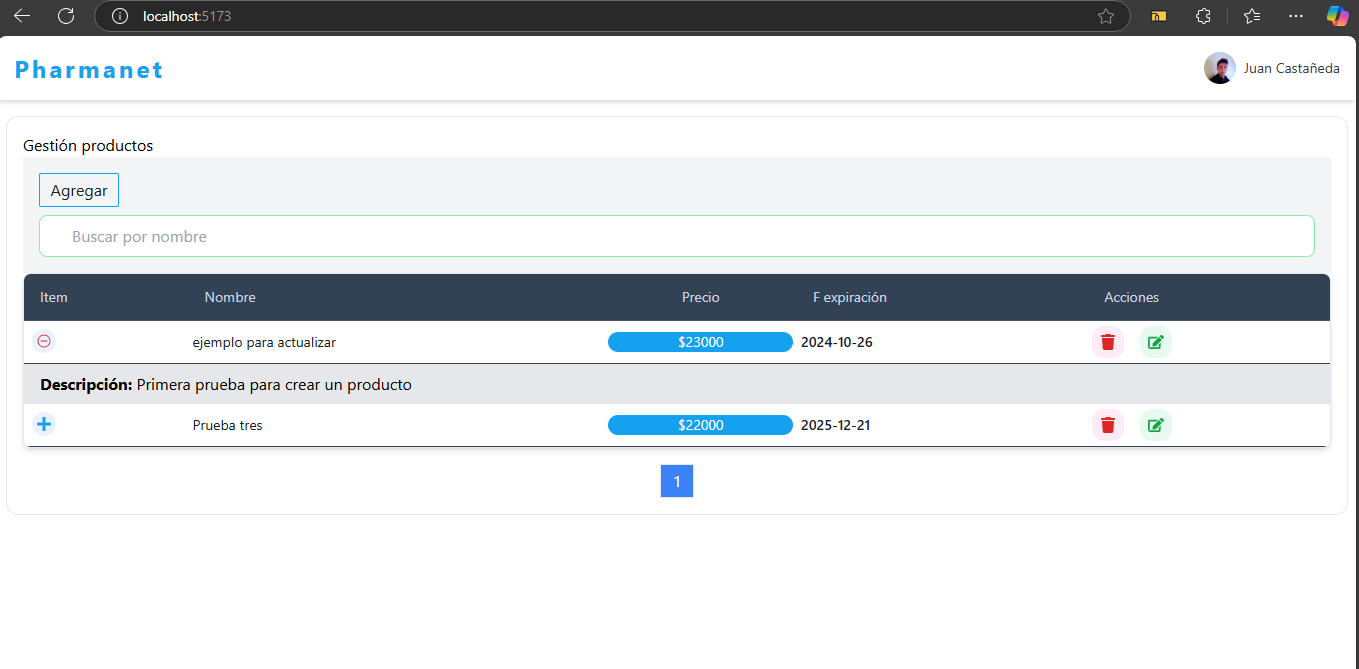 localhost:5173
Pharmanet
Juan Castañeda
Gestión productos
Agregar
Buscar por nombre
Item Nombre Precio F expiración Acciones
ejemplo para actualizar $23000 2024-10-26
Descripción: Primera prueba para crear un producto
Prueba tres $22000 2025-12-21
1